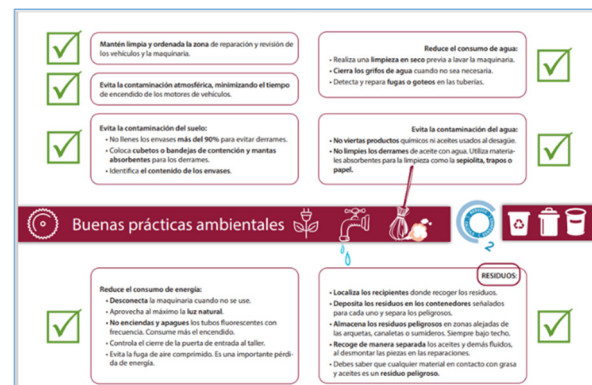 Mantén limpia y ordenada la zona de reparación y revisión de
los vehículos y la maquinaria.
Evita la contaminación atmosférica, minimizando el tiempo
de encendido de los motores de vehículos.
Evita la contaminación del suelo:
• No llenes los envases más del 90% para evitar derrames.
• Coloca cubetos o bandejas de contención y mantas
absorbentes para los derrames.
• Identifica el contenido de los envases.
Reduce el consumo de agua:
• Realiza una limpieza en seco previa a lavar la maquinaria.
• Cierra los grifos de agua cuando no sea necesaria.
• Detecta y repara fugas o goteos en las tuberías.
Evita la contaminación del agua:
• No viertas productos químicos ni aceites usados al desagüe.
• No limpies los derrames de aceite con agua. Utiliza materia-
les absorbentes para la limpieza como la sepiolita, trapos o
papel.
Buenas prácticas ambientales
2
Reduce el consumo de energía:
• Desconecta la maquinaria cuando no se use.
• Aprovecha al máximo la luz natural.
• No enciendas y apagues los tubos fluorescentes con
frecuencia. Consume más el encendido.
• Controla el cierre de la puerta de entrada al taller.
• Evita la fuga de aire comprimido. Es una importante pérdi-
da de energía.
RESIDUOS:
• Localiza los recipientes donde recoger los residuos.
• Deposita los residuos en los contenedores señalados
para cada uno y separa los peligrosos.
• Almacena los residuos peligrosos en zonas alejadas de
las arquetas, canaletas o sumideros. Siempre bajo techo.
• Recoge de manera separada los aceites y demás fluidos,
al desmontar las piezas en las reparaciones.
• Debes saber que cualquier material en contacto con grasa
y aceites es un residuo peligroso.